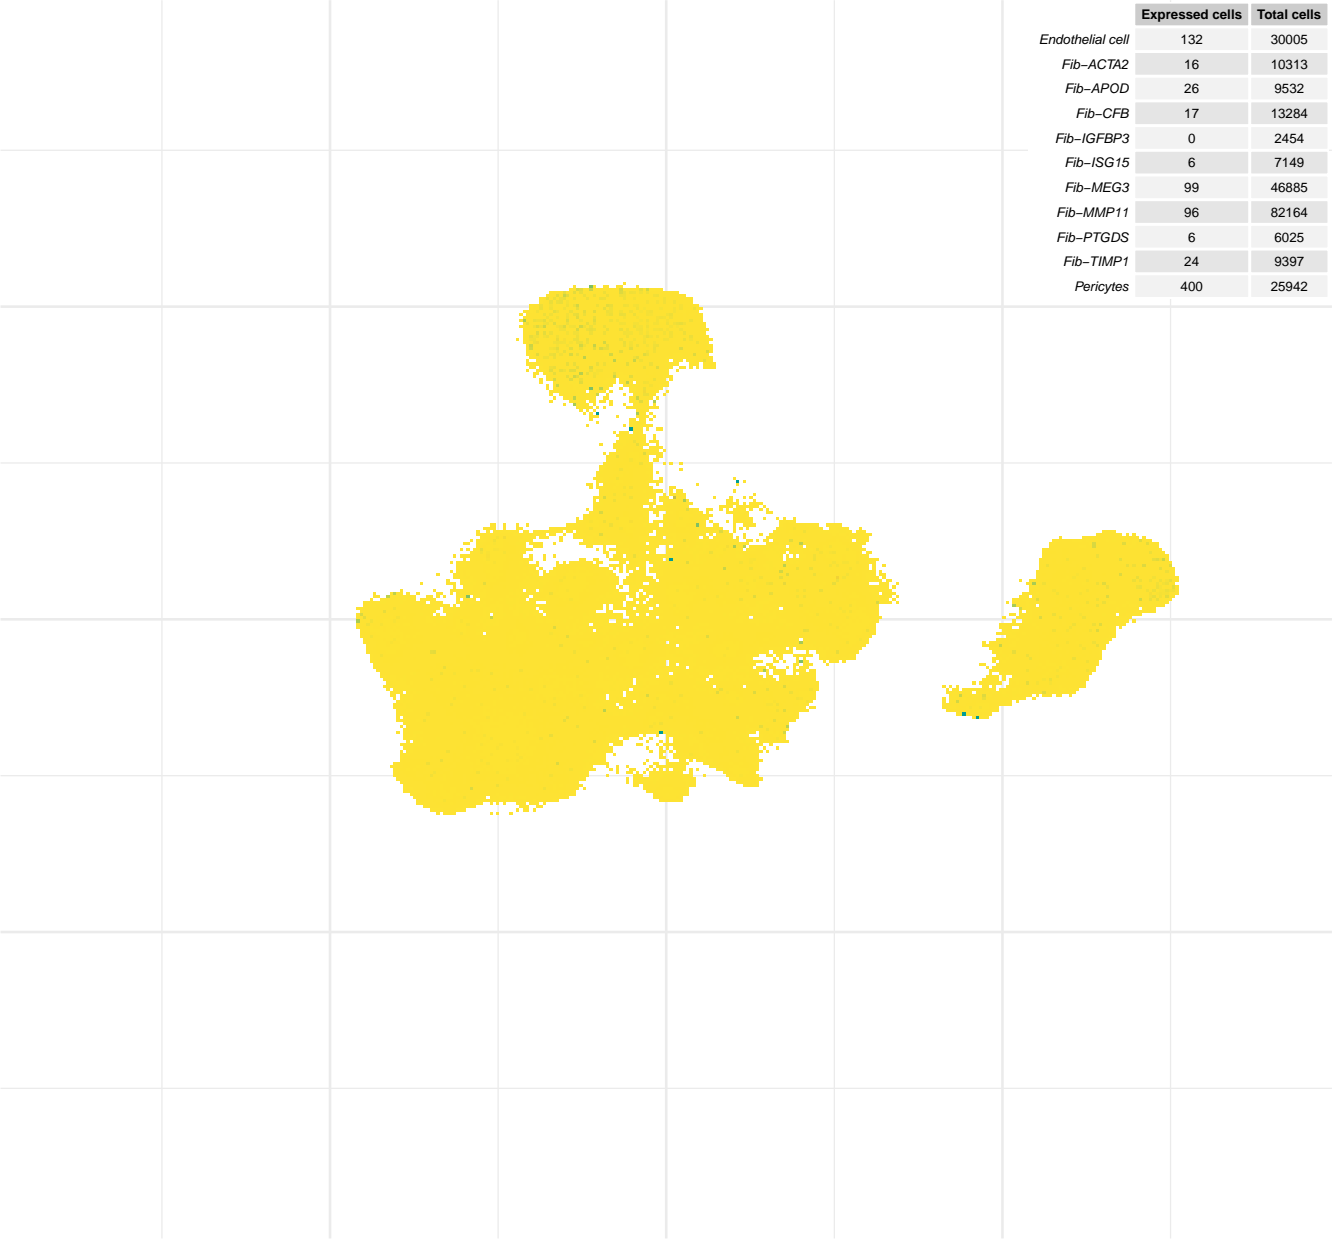 Expressed cells Total cells
Endothelial cell 132 30005
Fib−ACTA2 16 10313
Fib−APOD 26 9532
Fib−CFB 17 13284
Fib−IGFBP3 0 2454
Fib−ISG15 6 7149
Fib−MEG3 99 46885
Fib−MMP11 96 82164
Fib−PTGDS 6 6025
Fib−TIMP1 24 9397
Pericytes 400 25942